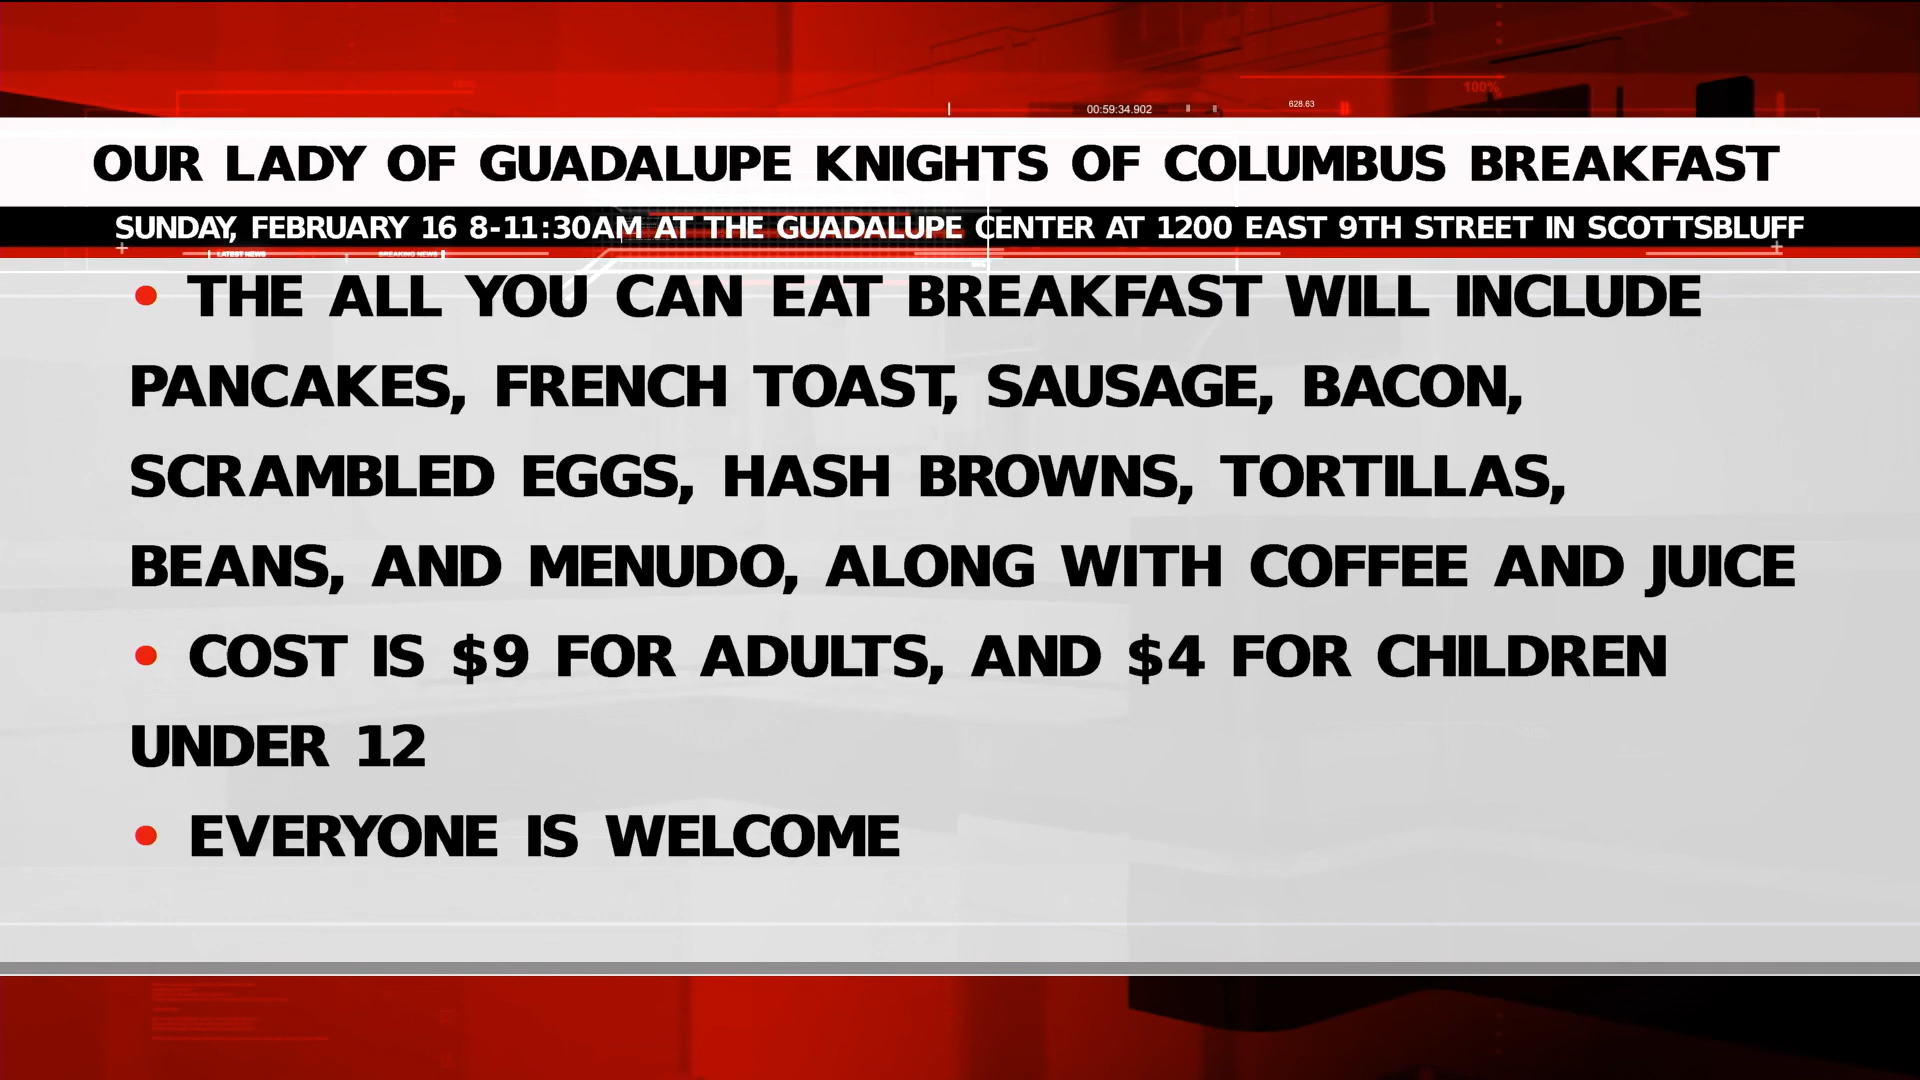 100%
00:59:34.902
628.63
OUR LADY OF GUADALUPE KNIGHTS OF COLUMBUS BREAKFAST
SUNDAY, FEBRUARY 16 8-11:30AM AT THE GUADALUPE CENTER AT 1200 EAST 9TH STREET IN SCOTTSBLUFF
LATEST NEWS BREAKING NEWS
• THE ALL YOU CAN EAT BREAKFAST WILL INCLUDE
PANCAKES, FRENCH TOAST, SAUSAGE, BACON,
SCRAMBLED EGGS, HASH BROWNS, TORTILLAS,
BEANS, AND MENUDO, ALONG WITH COFFEE AND JUICE
• COST IS $9 FOR ADULTS, AND $4 FOR CHILDREN
UNDER 12
• EVERYONE IS WELCOME